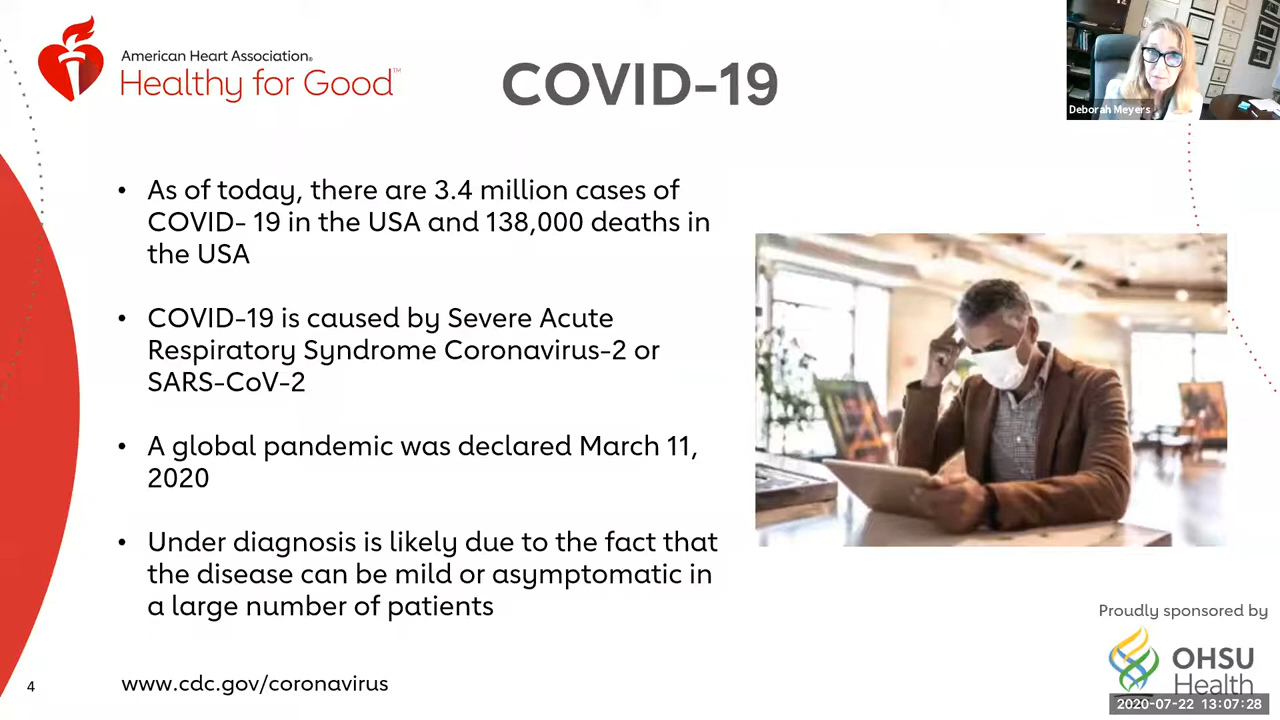 American Heart Association®
Healthy for Good™
COVID-19
Deborah Meyers
• As of today, there are 3.4 million cases of
COVID- 19 in the USA and 138,000 deaths in
the USA
• COVID-19 is caused by Severe Acute
Respiratory Syndrome Coronavirus-2 or
SARS-CoV-2
• A global pandemic was declared March 11,
2020
• Under diagnosis is likely due to the fact that
the disease can be mild or asymptomatic in
a large number of patients
Proudly sponsored by
OHSU
Health
4
www.cdc.gov/coronavirus
2020-07-22 13:07:28